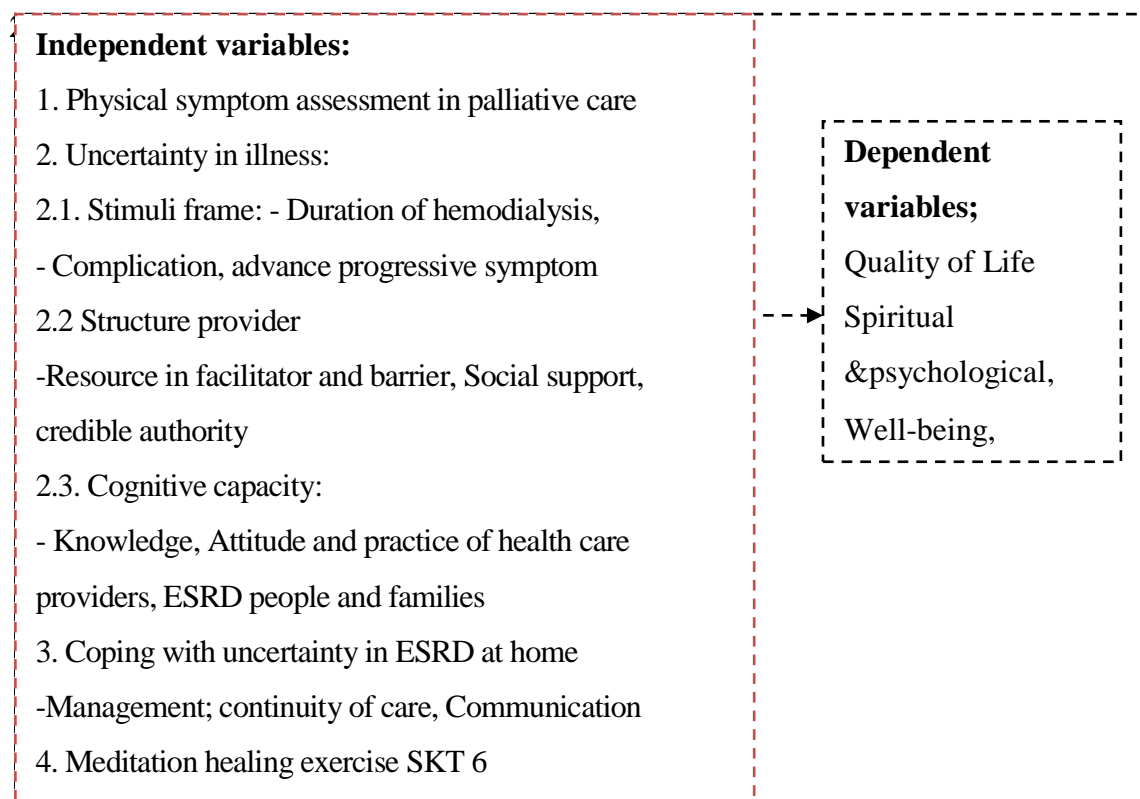 Independent variables:
1. Physical symptom assessment in palliative care
2. Uncertainty in illness:
2.1. Stimuli frame: - Duration of hemodialysis,
- Complication, advance progressive symptom
2.2 Structure provider
-Resource in facilitator and barrier, Social support,
credible authority
2.3. Cognitive capacity:
- Knowledge, Attitude and practice of health care
providers, ESRD people and families
3. Coping with uncertainty in ESRD at home
-Management; continuity of care, Communication
4. Meditation healing exercise SKT 6
Dependent
variables;
Quality of Life
Spiritual
&psychological,
Well-being,